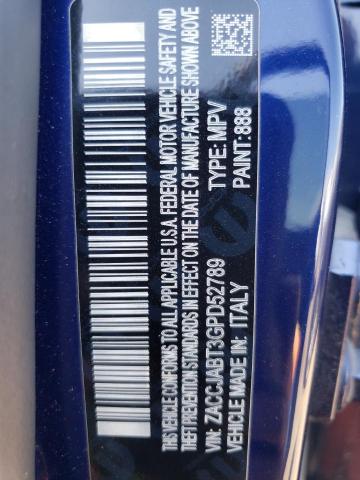 THIS VEHICLE CONFORMS TO ALL APPLICABLE U.S.A. FEDERAL MOTOR VEHICLE SAFETY AND
THEFT PREVENTION STANDARDS IN EFFECT ON THE DATE OF MANUFACTURE SHOWN ABOVE
VIN: ZACCJABT3GPD52789 TYPE: MPV
VEHICLE MADE IN: ITALY PAINT: 888